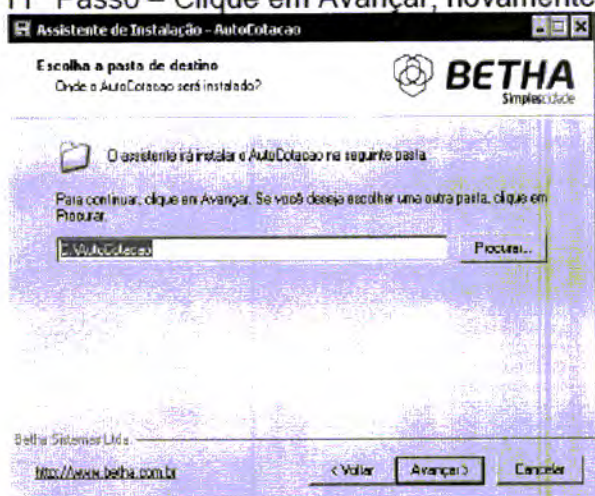 Passo – Clique em Avançar, novamente
Assistente de Instalação - AutoCotacao
Escolha a pasta de destino
Onde o AutoCotacao será instalado?
BETHA
Simplescidade
O assistente irá instalar o AutoCotacao na seguinte pasta.
Para continuar, clique em Avançar. Se você deseja escolher uma outra pasta, clique em
Procurar.
C:\AutoCotacao
Procurar...
Betha Sistemas Ltda.
http://www.betha.com.br
< Voltar
Avançar >
Cancelar